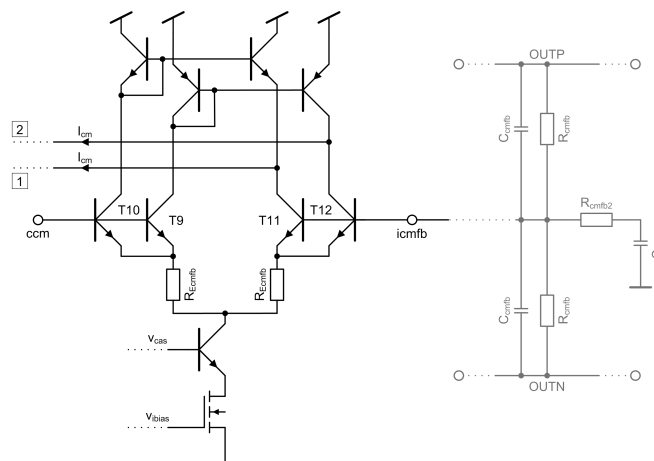 OUTP
Ccmfb
Rcmfb
2
Icm
Icm
1
T10
T9
T11
T12
ccm
icmfb
Rcmfb2
C
REcmfb
REcmfb
Ccmfb
Rcmfb
vcas
OUTN
vibias